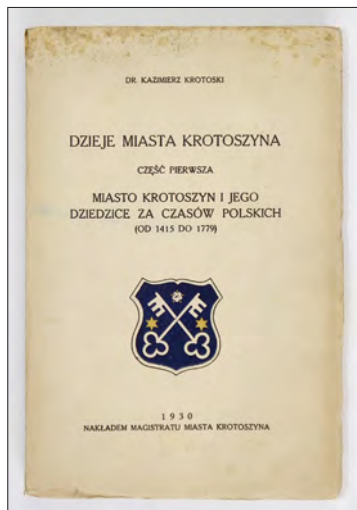 DR. KAZIMIERZ KROTOSKI
DZIEJE MIASTA KROTOSZYNA
CZĘŚĆ PIERWSZA
MIASTO KROTOSZYN I JEGO
DZIEDZICE ZA CZASÓW POLSKICH
(OD 1415 DO 1779)
1930
NAKŁADEM MAGISTRATU MIASTA KROTOSZYNA